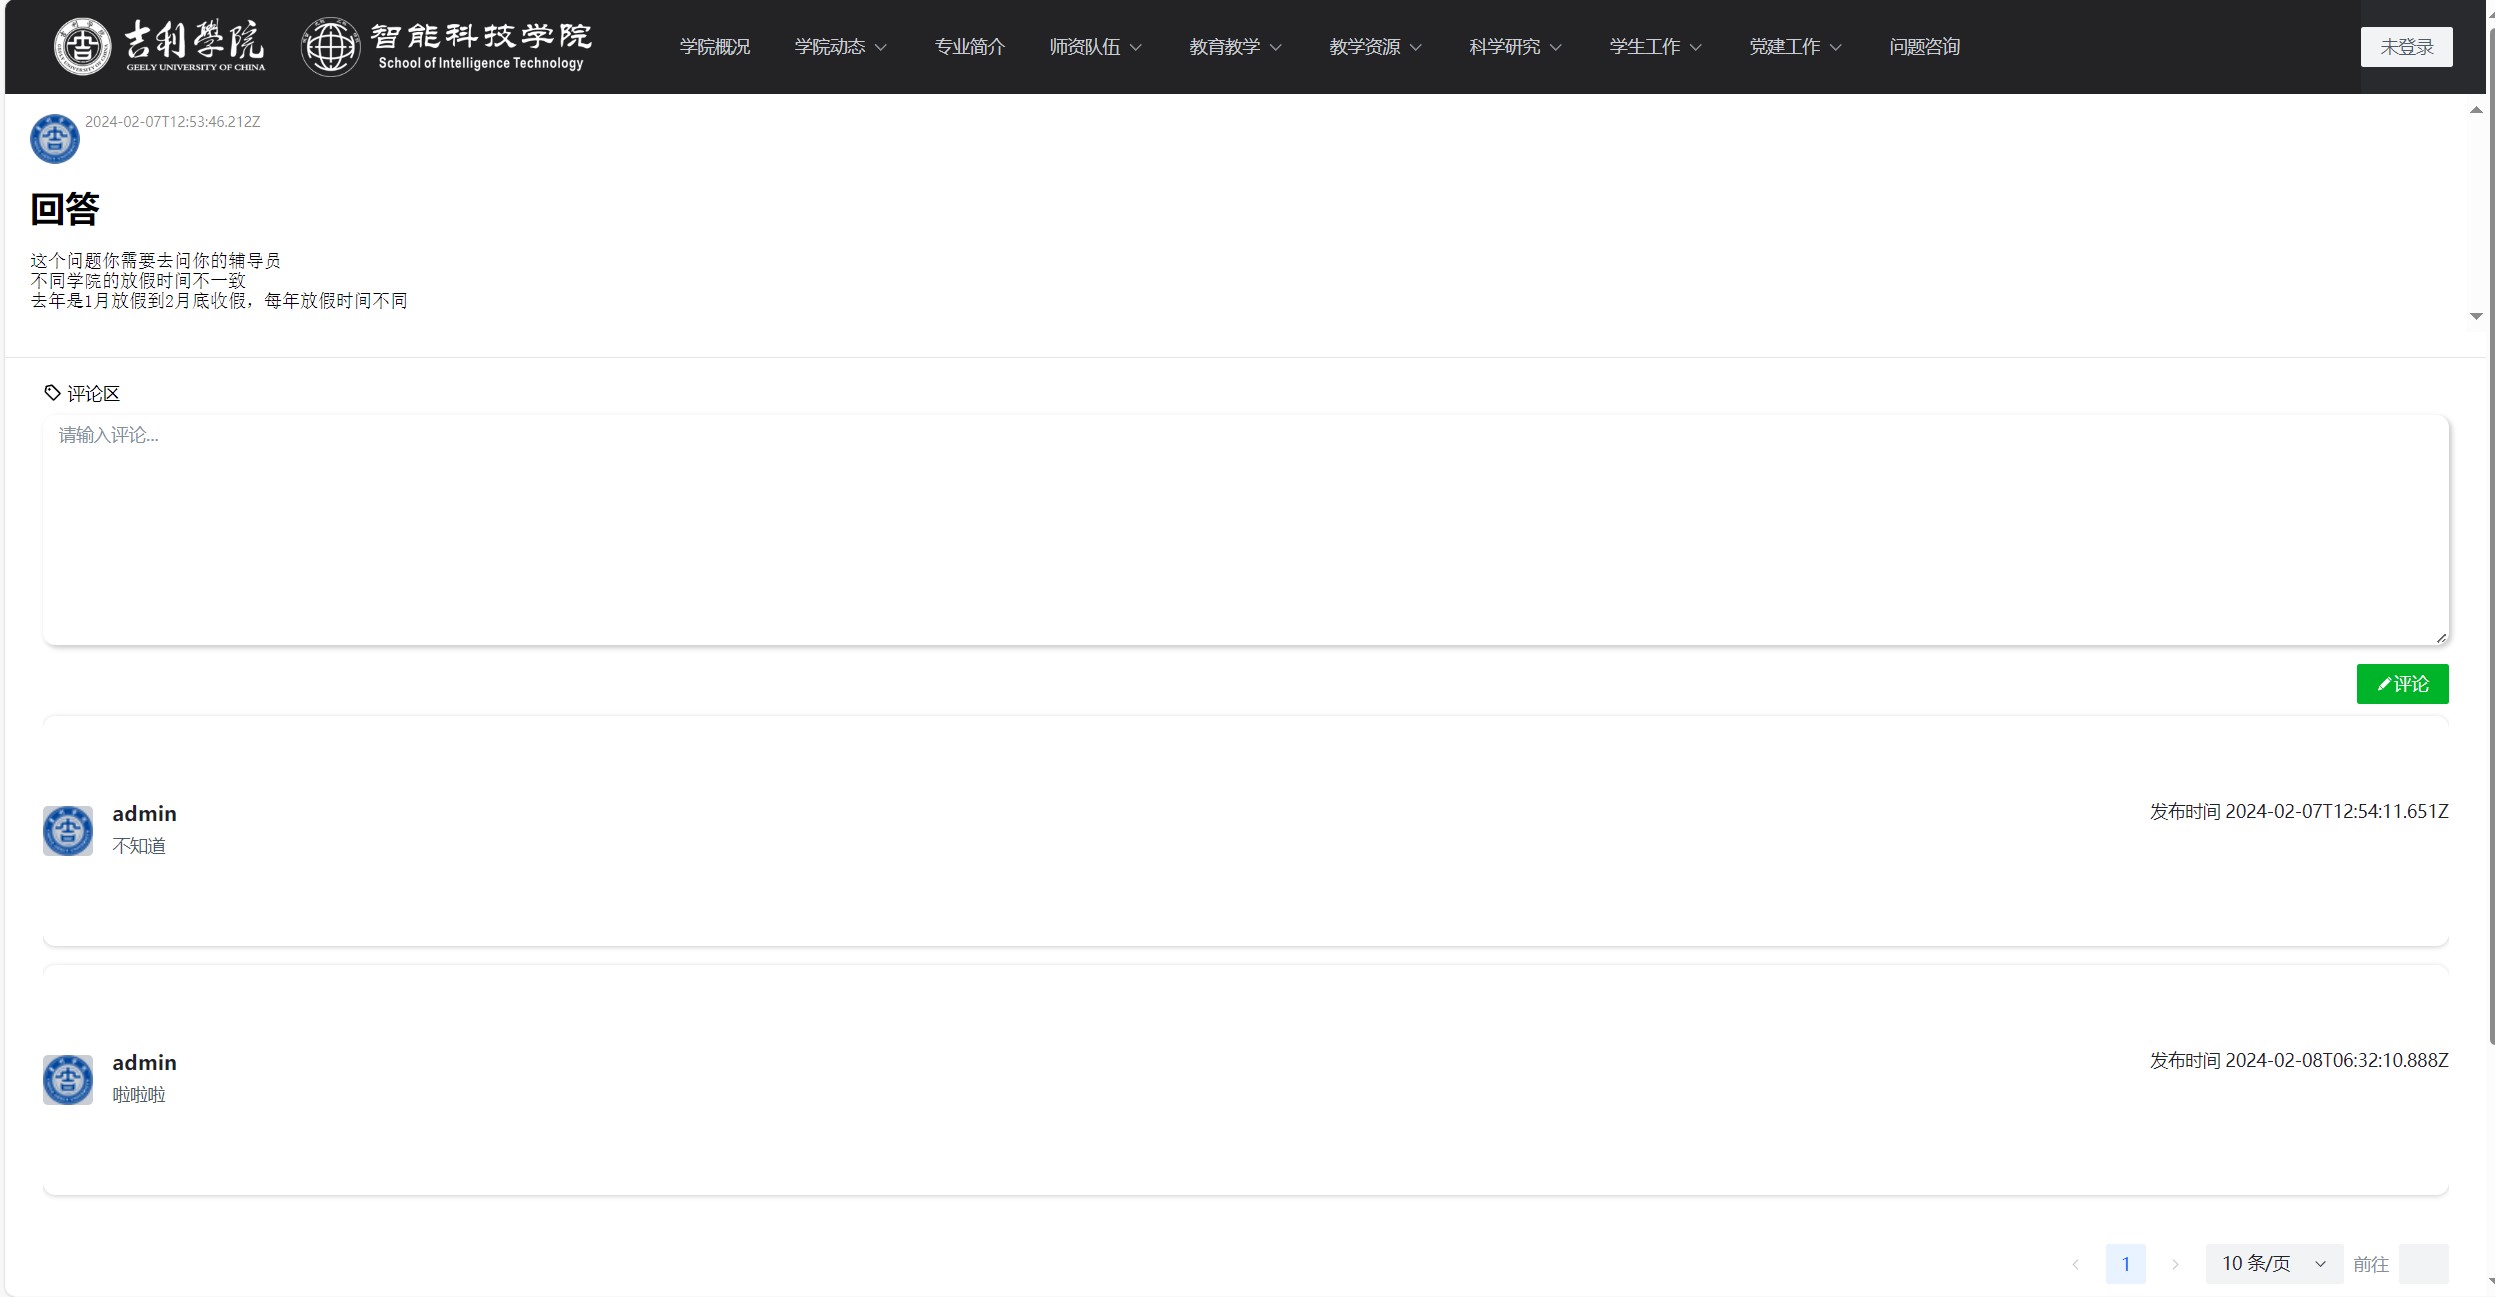 吉利學院
GEELY UNIVERSITY OF CHINA
智能科技学院
School of Intelligence Technology
学院概况 学院动态 专业简介 师资队伍 教育教学 教学资源 科学研究 学生工作 党建工作 问题咨询
未登录
2024-02-07T12:53:46.212Z
回答
这个问题你需要去问你的辅导员
不同学院的放假时间不一致
去年是1月放假到2月底收假，每年放假时间不同
评论区
请输入评论...
评论
admin
发布时间 2024-02-07T12:54:11.651Z
不知道
admin
发布时间 2024-02-08T06:32:10.888Z
啦啦啦
1 10 条/页 前往